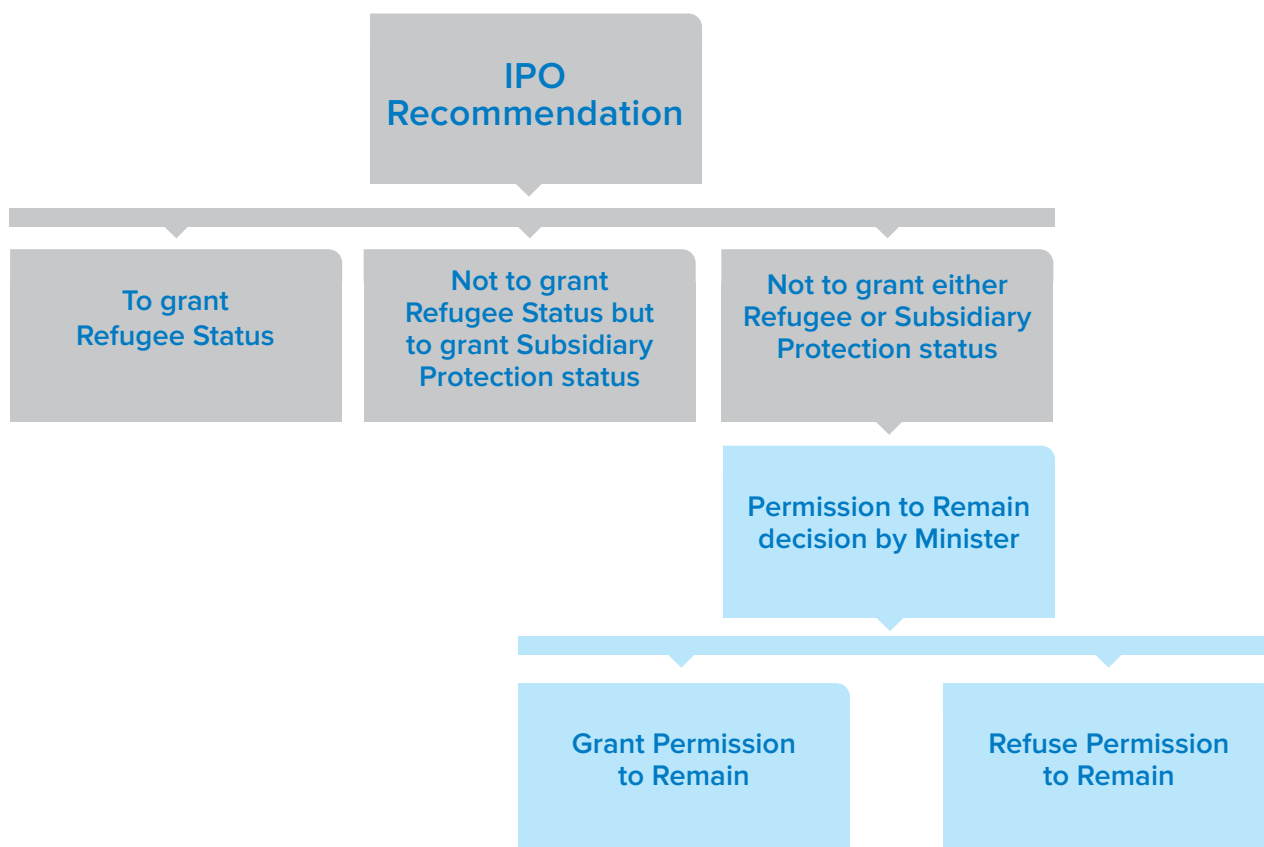 IPO
Recommendation
To grant
Refugee Status
Not to grant
Refugee Status but
to grant Subsidiary
Protection status
Not to grant either
Refugee or Subsidiary
Protection status
Permission to Remain
decision by Minister
Grant Permission
to Remain
Refuse Permission
to Remain